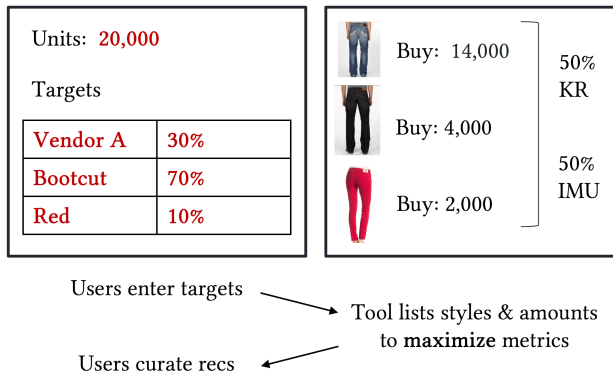 Units: 20,000
Targets
Vendor A 30%
Bootcut 70%
Red 10%
Buy: 14,000
Buy: 4,000
Buy: 2,000
50%
KR
50%
IMU
Users enter targets
Tool lists styles & amounts
to maximize metrics
Users curate recs